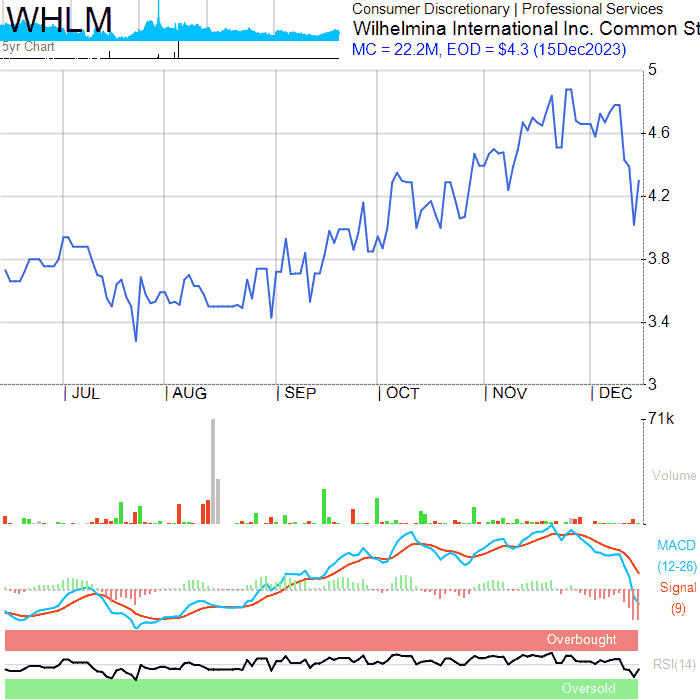 WHLM
5yr Chart
Consumer Discretionary | Professional Services
Wilhelmina International Inc. Common St
MC = 22.2M, EOD = $4.3 (15Dec2023)
5
4.6
4.2
3.8
3.4
3
JUL AUG SEP OCT NOV DEC
71k
Volume
MACD
(12-26)
Signal
(9)
Overbought
RSI(14)
Oversold